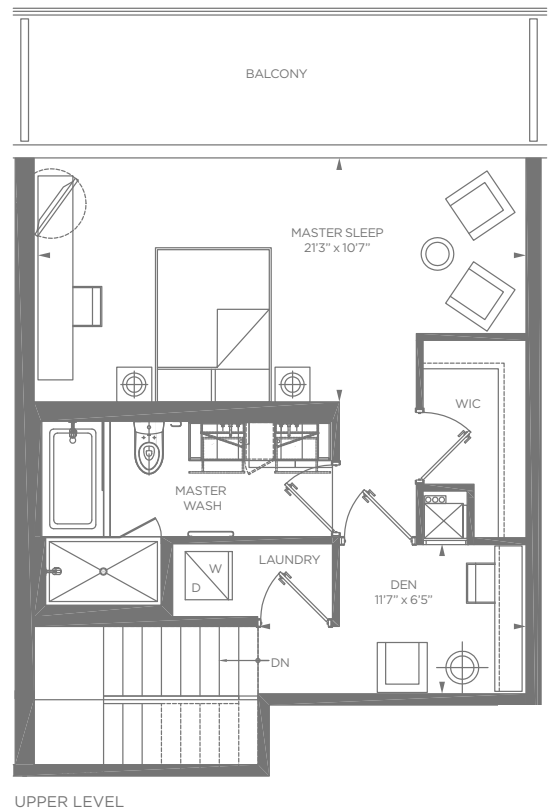 BALCONY
MASTER SLEEP
21'3" x 10'7"
WIC
MASTER
WASH
LAUNDRY
W
D
DEN
11'7" x 6'5"
DN
UPPER LEVEL